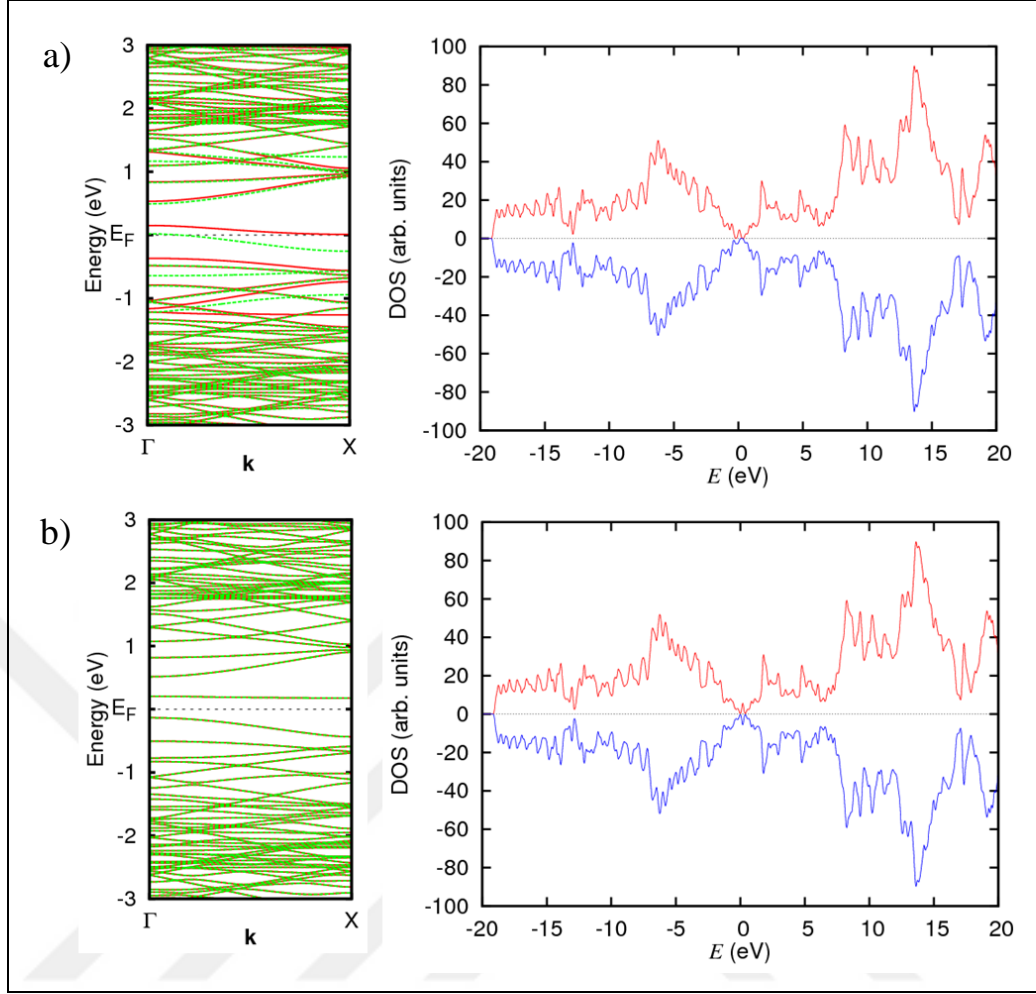 a)
3
2
1
E_F
-1
-2
-3
Energy (eV)
Γ X
k
100
80
60
40
20
0
-20
-40
-60
-80
-100
DOS (arb. units)
-20 -15 -10 -5 0 5 10 15 20
E (eV)
b)
3
2
1
E_F
-1
-2
-3
Energy (eV)
Γ X
k
100
80
60
40
20
0
-20
-40
-60
-80
-100
DOS (arb. units)
-20 -15 -10 -5 0 5 10 15 20
E (eV)